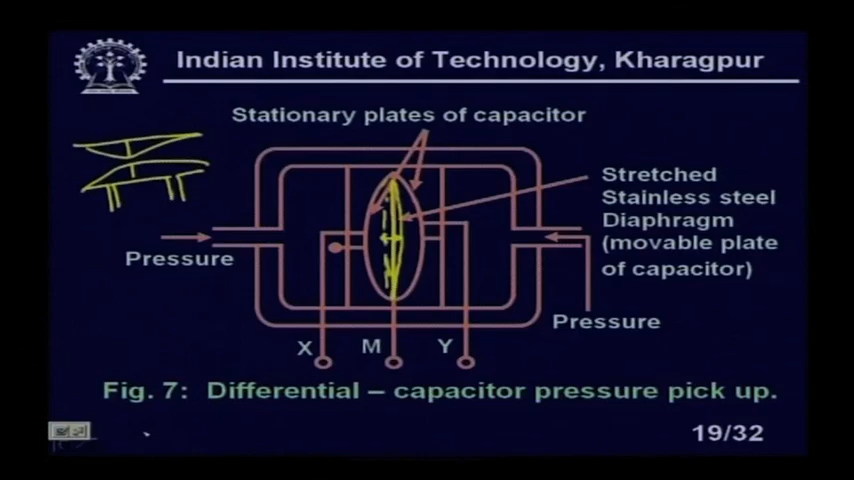 Indian Institute of Technology, Kharagpur
Stationary plates of capacitor
Stretched
Stainless steel
Diaphragm
(movable plate
of capacitor)
Pressure
Pressure
X M Y
Fig. 7: Differential – capacitor pressure pick up.
19/32